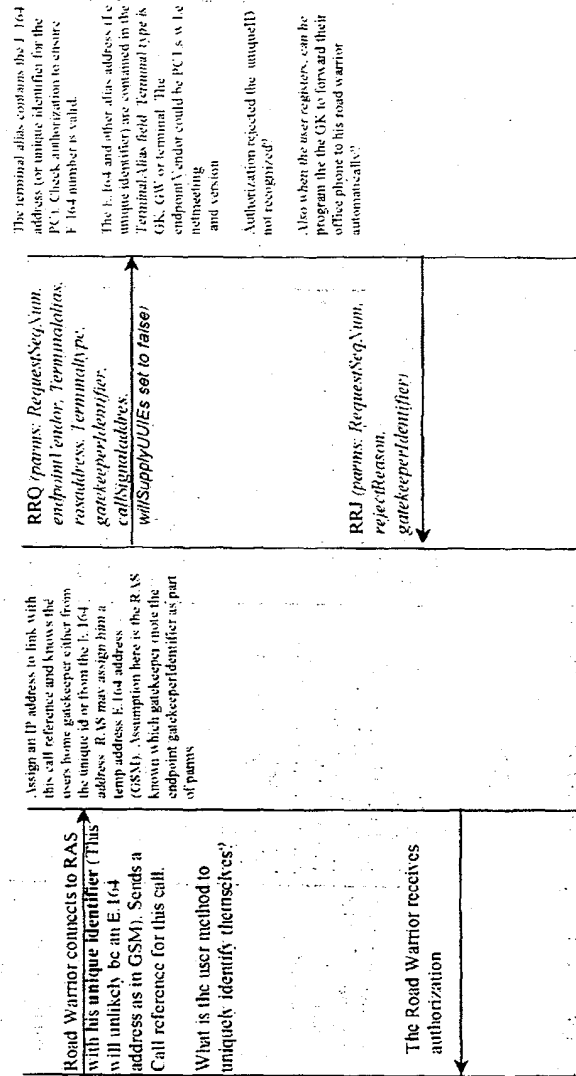 Road Warrior connects to RAS
with his unique identifier (This
will unlikely be an E.164
address as in GSM). Sends a
Call reference for this call.
What is the user method to
uniquely identify themselves?
The Road Warrior receives
authorization
Assign an IP address to link with
this call reference and knows the
users home gatekeeper either from
the unique id or from the E.164
address. RAS may assign him a
temp address E.164 address
(GSM). Assumption here is the RAS
known which gatekeeper (note the
endpoint gatekeeperIdentifier as part
of parms
RRQ (parms: RequestSeqNum,
endpointVendor, Terminalalias,
rasaddress, Terminaltype,
gatekeeperIdentifier,
callSignaladdres,
willSupplyUUIEs set to false)
RRJ (parms: RequestSeqNum,
rejectReason,
gatekeeperIdentifier)
The terminal alias contains the E.164
address (or unique identifier for the
PC). Check authorization to ensure
E.164 number is valid.
The E.164 and other alias address (I.e
unique identifier) are contained in the
TerminalAlias field. Terminal type is
GK, GW or terminal. The
endpointVendor could be PCLs w
netmeeting
and version
Authorization rejected the uniqueID
not recognized?
Also when the user registers, can he
program the the GK to forward their
office phone to his road warrior
automatically?